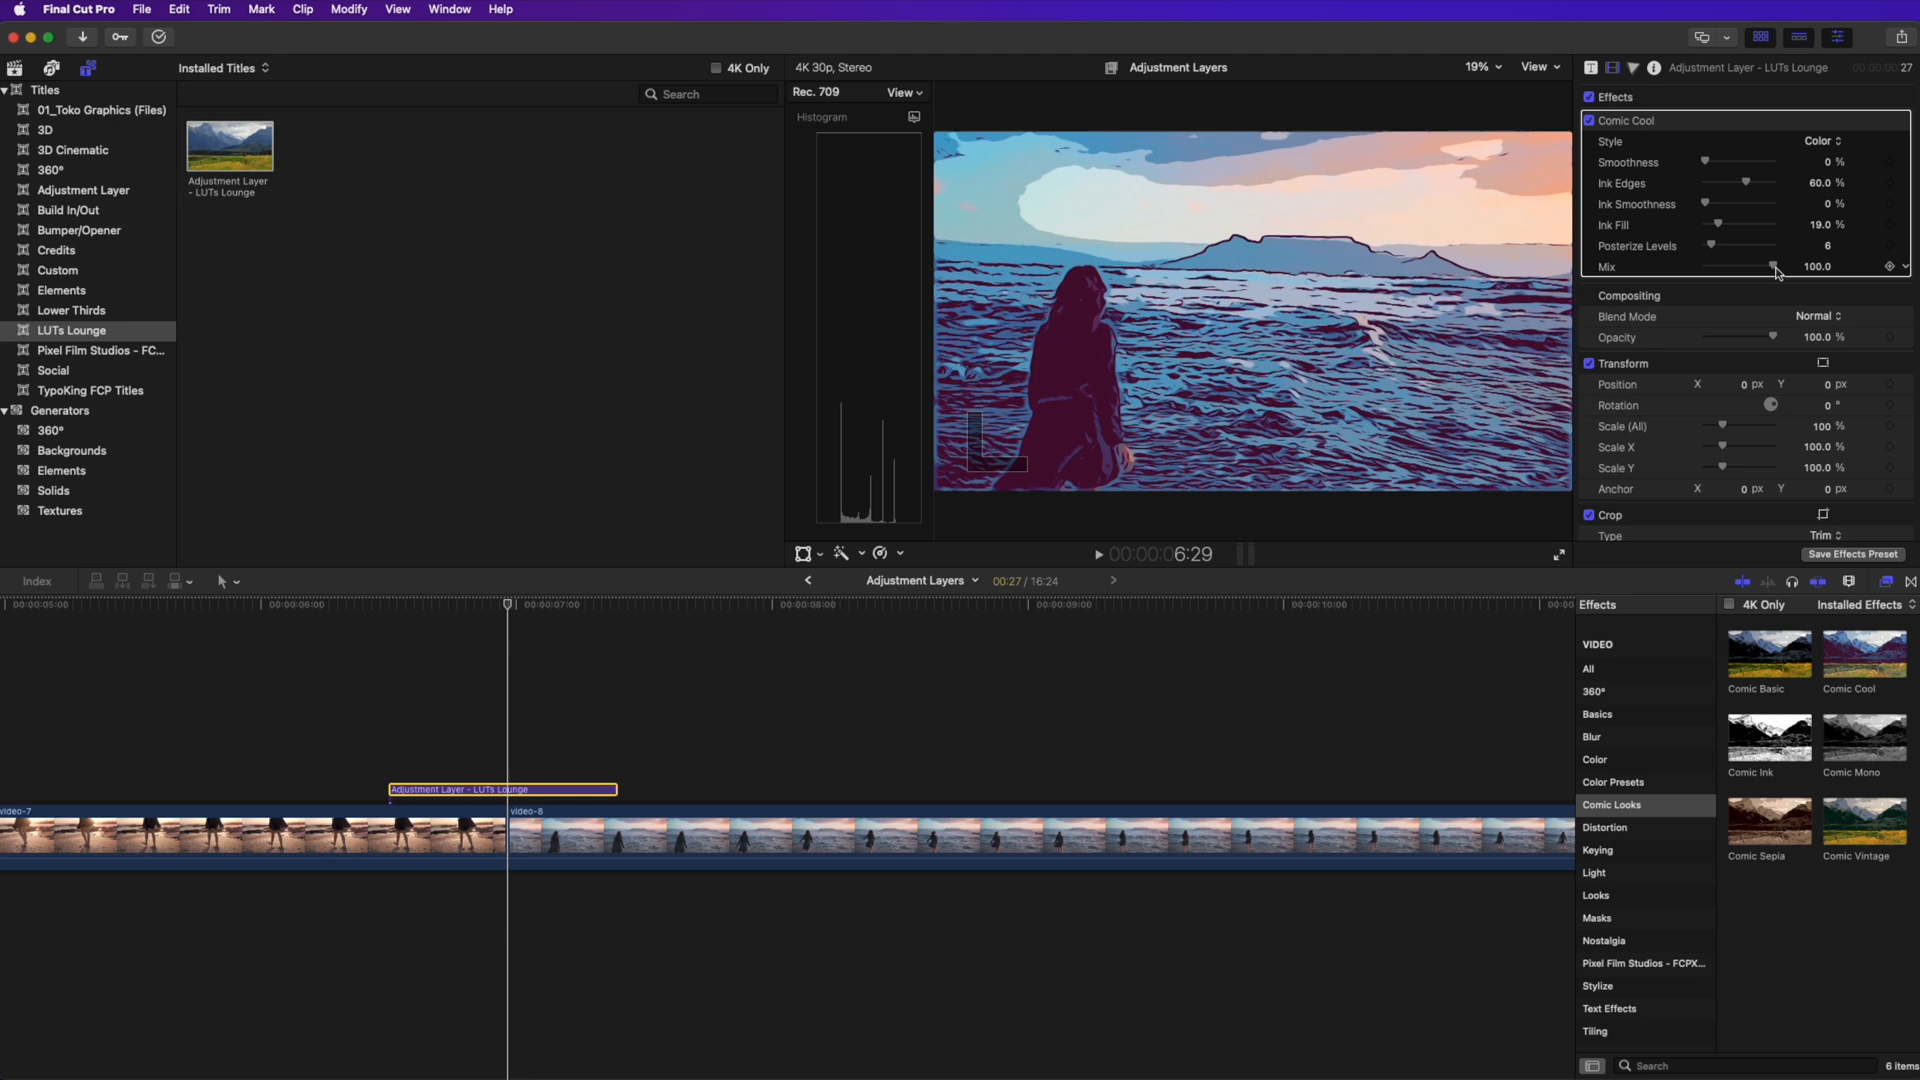 Final Cut Pro File Edit Trim Mark Clip Modify View Window Help
Installed Titles
4K Only
Search
Titles
01_Toko Graphics (Files)
3D
3D Cinematic
360°
Adjustment Layer
Build In/Out
Bumper/Opener
Credits
Custom
Elements
Lower Thirds
LUTs Lounge
Pixel Film Studios - FC...
Social
TypoKing FCP Titles
Generators
360°
Backgrounds
Elements
Solids
Textures
Adjustment Layer
- LUTs Lounge
4K 30p, Stereo
Adjustment Layers
19%
View
Rec. 709
View
Histogram
00:00:06:29
Adjustment Layer - LUTs Lounge
00:00:00:27
Effects
Comic Cool
Style Color
Smoothness 0 %
Ink Edges 60.0 %
Ink Smoothness 0 %
Ink Fill 19.0 %
Posterize Levels 6
Mix 100.0
Compositing
Blend Mode Normal
Opacity 100.0 %
Transform
Position X 0 px Y 0 px
Rotation 0 °
Scale (All) 100 %
Scale X 100.0 %
Scale Y 100.0 %
Anchor X 0 px Y 0 px
Crop
Type Trim
Save Effects Preset
Index
Adjustment Layers
00:27 / 16:24
00:00:05:00
00:00:06:00
00:00:07:00
00:00:08:00
00:00:09:00
00:00:10:00
00:00
Adjustment Layer - LUTs Lounge
video-7
video-8
Effects
4K Only
Installed Effects
VIDEO
All
360°
Basics
Blur
Color
Color Presets
Comic Looks
Distortion
Keying
Light
Looks
Masks
Nostalgia
Pixel Film Studios - FCPX...
Stylize
Text Effects
Tiling
Comic Basic
Comic Cool
Comic Ink
Comic Mono
Comic Sepia
Comic Vintage
Search
6 items